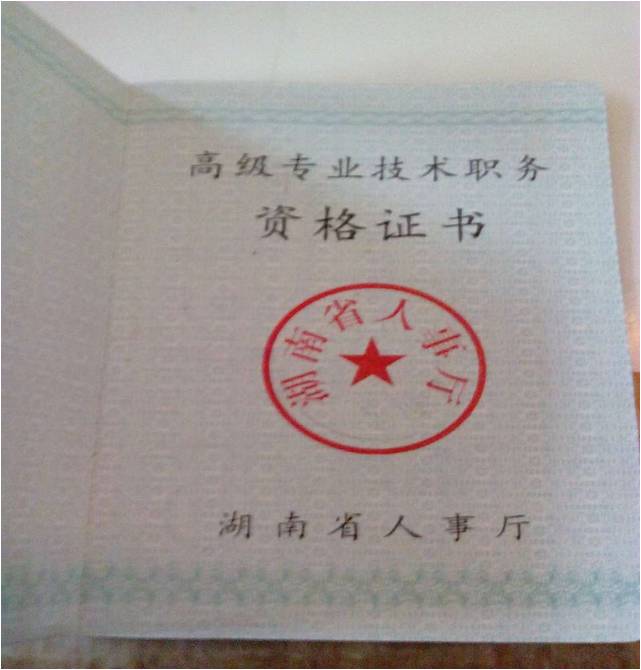 高级专业技术职务
资格证书
湖南省人事厅
湖南省人事厅